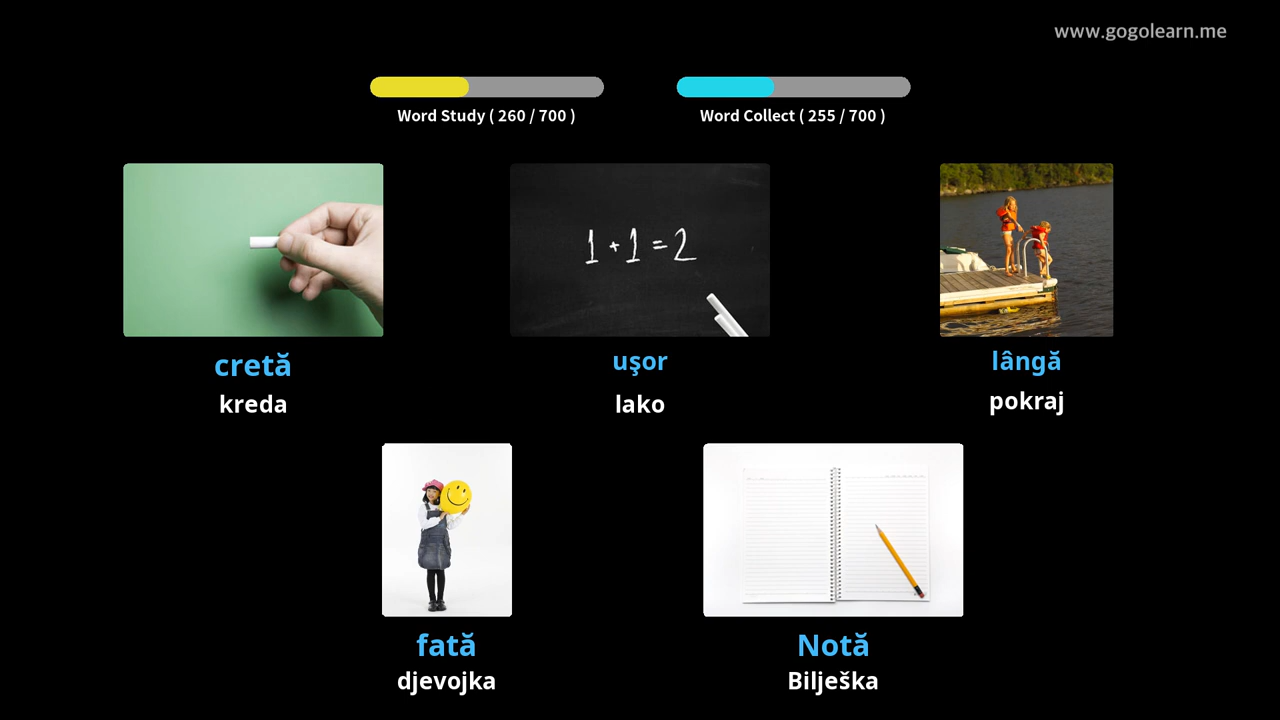 www.gogolearn.me
Word Study ( 260 / 700 )
Word Collect ( 255 / 700 )
1 + 1 = 2
cretă
uşor
lângă
kreda
lako
pokraj
fată
Notă
djevojka
Bilješka